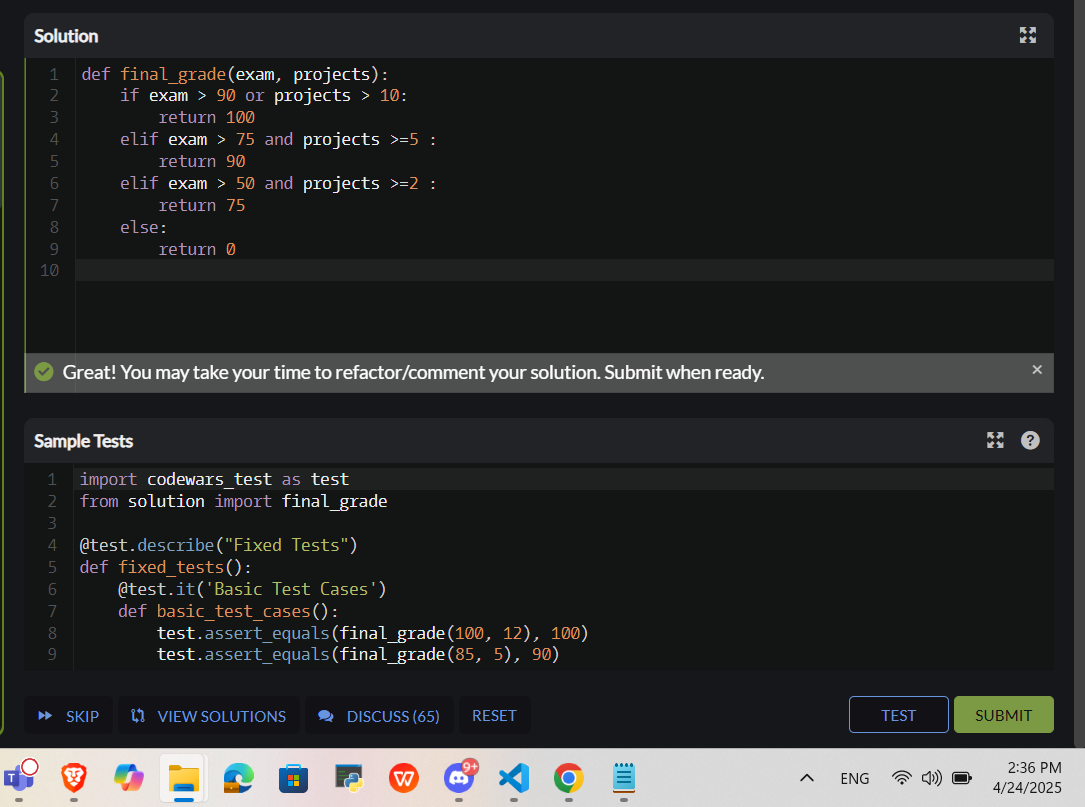 Solution
1 def final_grade(exam, projects):
2     if exam > 90 or projects > 10:
3         return 100
4     elif exam > 75 and projects >=5 :
5         return 90
6     elif exam > 50 and projects >=2 :
7         return 75
8     else:
9         return 0
10
Great! You may take your time to refactor/comment your solution. Submit when ready. ×
Sample Tests ?
1 import codewars_test as test
2 from solution import final_grade
3
4 @test.describe("Fixed Tests")
5 def fixed_tests():
6     @test.it('Basic Test Cases')
7     def basic_test_cases():
8         test.assert_equals(final_grade(100, 12), 100)
9         test.assert_equals(final_grade(85, 5), 90)
SKIP VIEW SOLUTIONS DISCUSS (65) RESET TEST SUBMIT
T W 9+ ENG 2:36 PM
4/24/2025